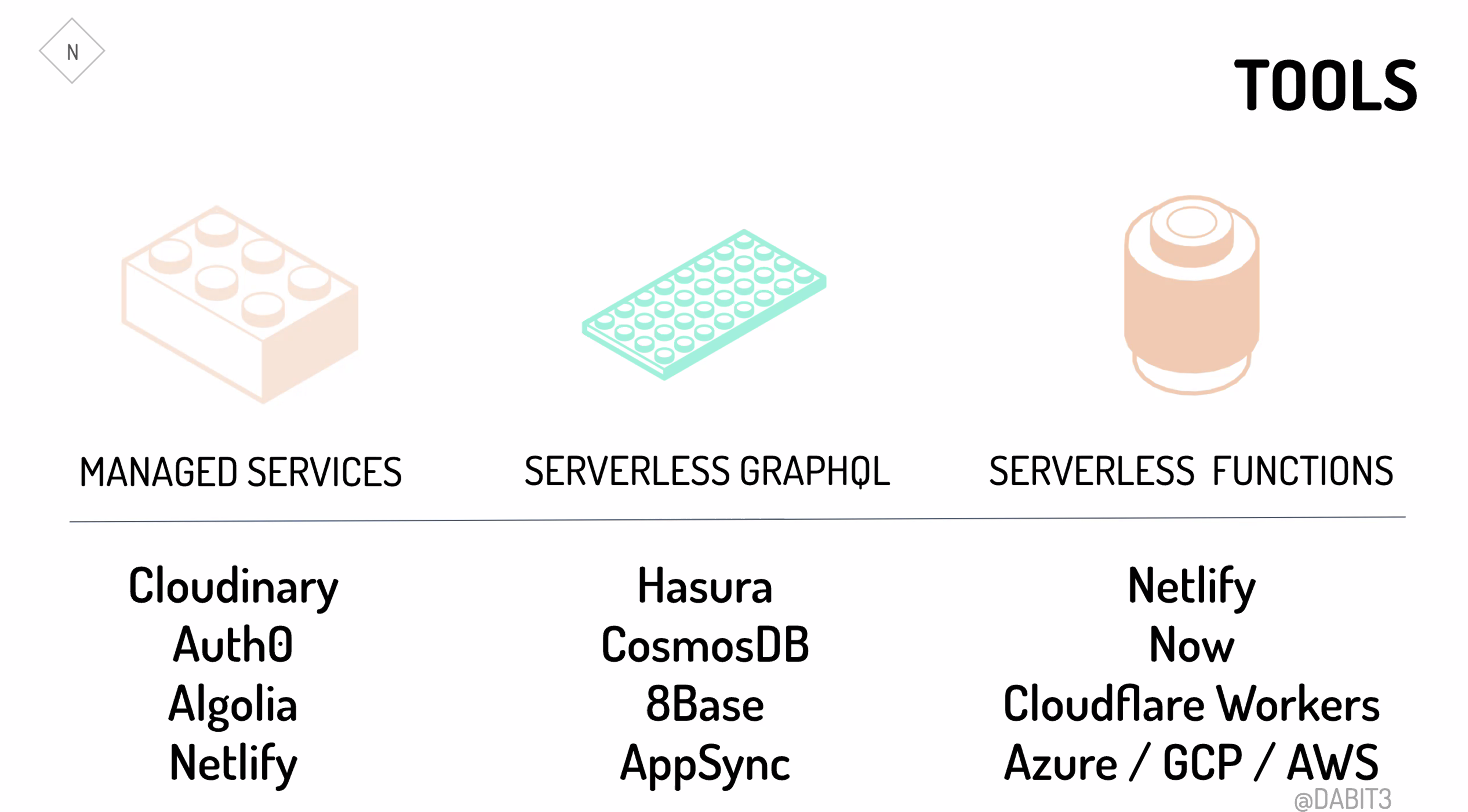 N
TOOLS
MANAGED SERVICES
SERVERLESS GRAPHQL
SERVERLESS FUNCTIONS
Cloudinary
Auth0
Algolia
Netlify
Hasura
CosmosDB
8Base
AppSync
Netlify
Now
Cloudflare Workers
Azure / GCP / AWS
@DABIT3